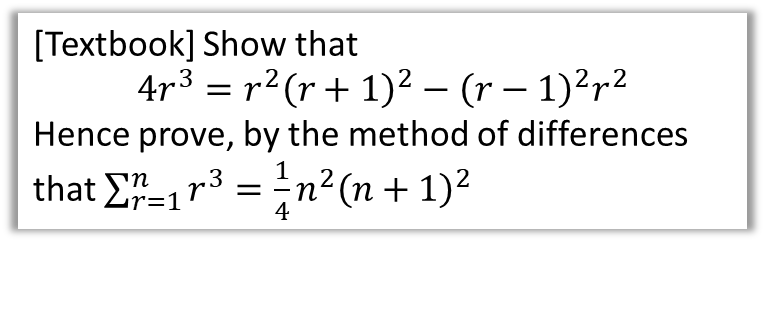 [Textbook] Show that
4r³ = r²(r + 1)² − (r − 1)²r²
Hence prove, by the method of differences
that ∑ⁿᵣ₌₁ r³ = ¼n²(n + 1)²